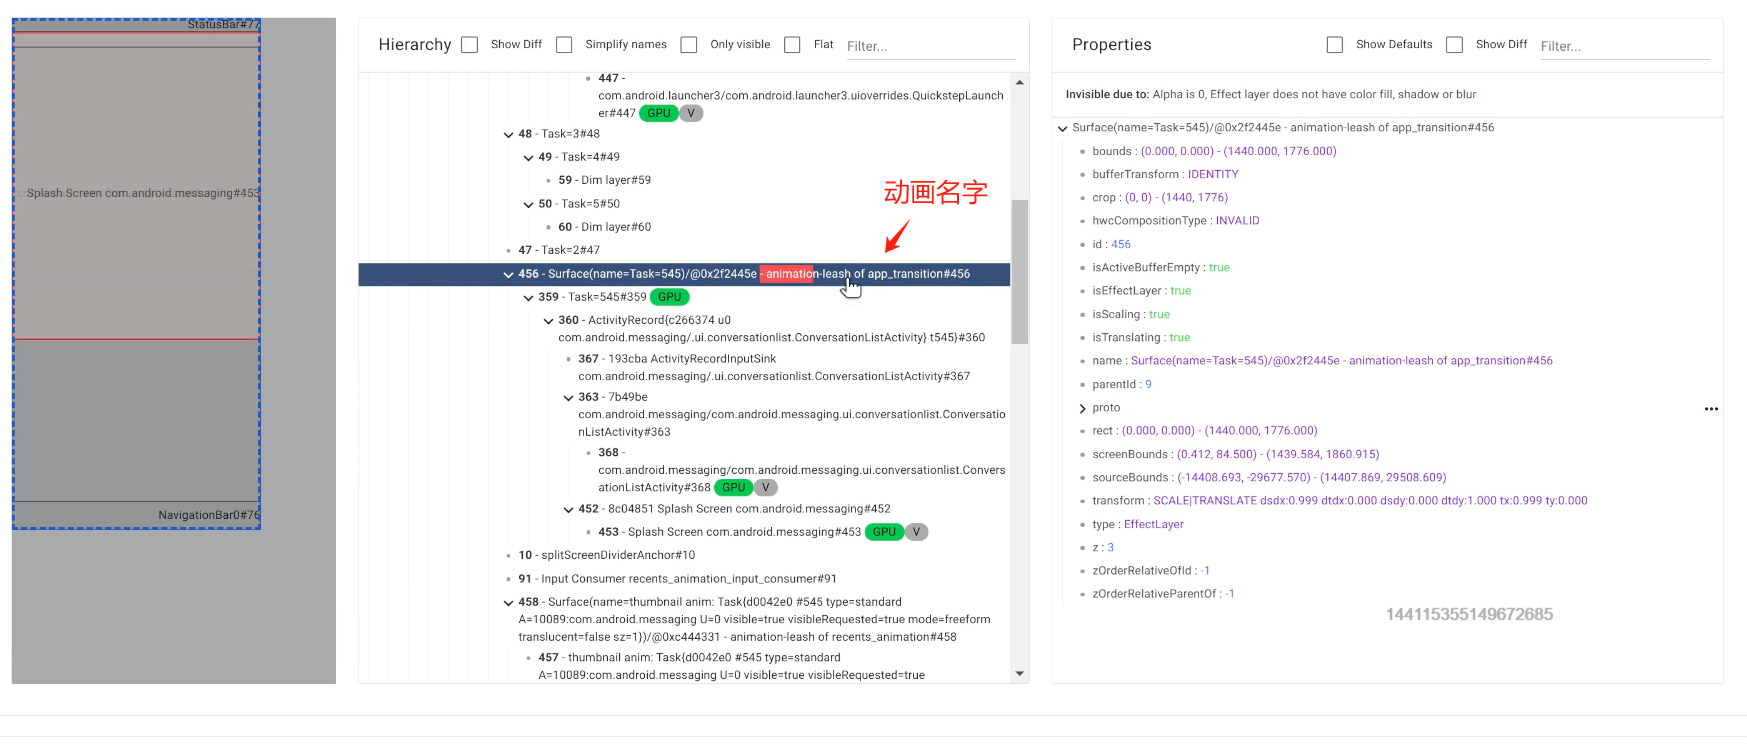 StatusBar#77
Splash Screen com.android.messaging#453
NavigationBar0#76
Hierarchy
Show Diff
Simplify names
Only visible
Flat
Filter...
447 -
com.android.launcher3/com.android.launcher3.uioverrides.QuickstepLaunch
er#447 GPU V
48 - Task=3#48
49 - Task=4#49
59 - Dim layer#59
50 - Task=5#50
60 - Dim layer#60
47 - Task=2#47
动画名字
456 - Surface(name=Task=545)/@0x2f2445e - animation-leash of app_transition#456
359 - Task=545#359 GPU
360 - ActivityRecord{c266374 u0
com.android.messaging/.ui.conversationlist.ConversationListActivity} t545}#360
367 - 193cba ActivityRecordInputSink
com.android.messaging/.ui.conversationlist.ConversationListActivity#367
363 - 7b49be
com.android.messaging/com.android.messaging.ui.conversationlist.Conversatio
nListActivity#363
368 -
com.android.messaging/com.android.messaging.ui.conversationlist.Convers
ationListActivity#368 GPU V
452 - 8c04851 Splash Screen com.android.messaging#452
453 - Splash Screen com.android.messaging#453 GPU V
10 - splitScreenDividerAnchor#10
91 - Input Consumer recents_animation_input_consumer#91
458 - Surface(name=thumbnail anim: Task{d0042e0 #545 type=standard
A=10089:com.android.messaging U=0 visible=true visibleRequested=true mode=freeform
translucent=false sz=1})/@0xc444331 - animation-leash of recents_animation#458
457 - thumbnail anim: Task{d0042e0 #545 type=standard
A=10089:com.android.messaging U=0 visible=true visibleRequested=true
Properties
Show Defaults
Show Diff
Filter...
Invisible due to: Alpha is 0, Effect layer does not have color fill, shadow or blur
Surface(name=Task=545)/@0x2f2445e - animation-leash of app_transition#456
bounds : (0.000, 0.000) - (1440.000, 1776.000)
bufferTransform : IDENTITY
crop : (0, 0) - (1440, 1776)
hwcCompositionType : INVALID
id : 456
isActiveBufferEmpty : true
isEffectLayer : true
isScaling : true
isTranslating : true
name : Surface(name=Task=545)/@0x2f2445e - animation-leash of app_transition#456
parentId : 9
proto
rect : (0.000, 0.000) - (1440.000, 1776.000)
screenBounds : (0.412, 84.500) - (1439.584, 1860.915)
sourceBounds : (-14408.693, -29677.570) - (14407.869, 29508.609)
transform : SCALE|TRANSLATE dsdx:0.999 dtdx:0.000 dsdy:0.000 dtdy:1.000 tx:0.999 ty:0.000
type : EffectLayer
z : 3
zOrderRelativeOfId : -1
zOrderRelativeParentOf : -1
144115355149672685